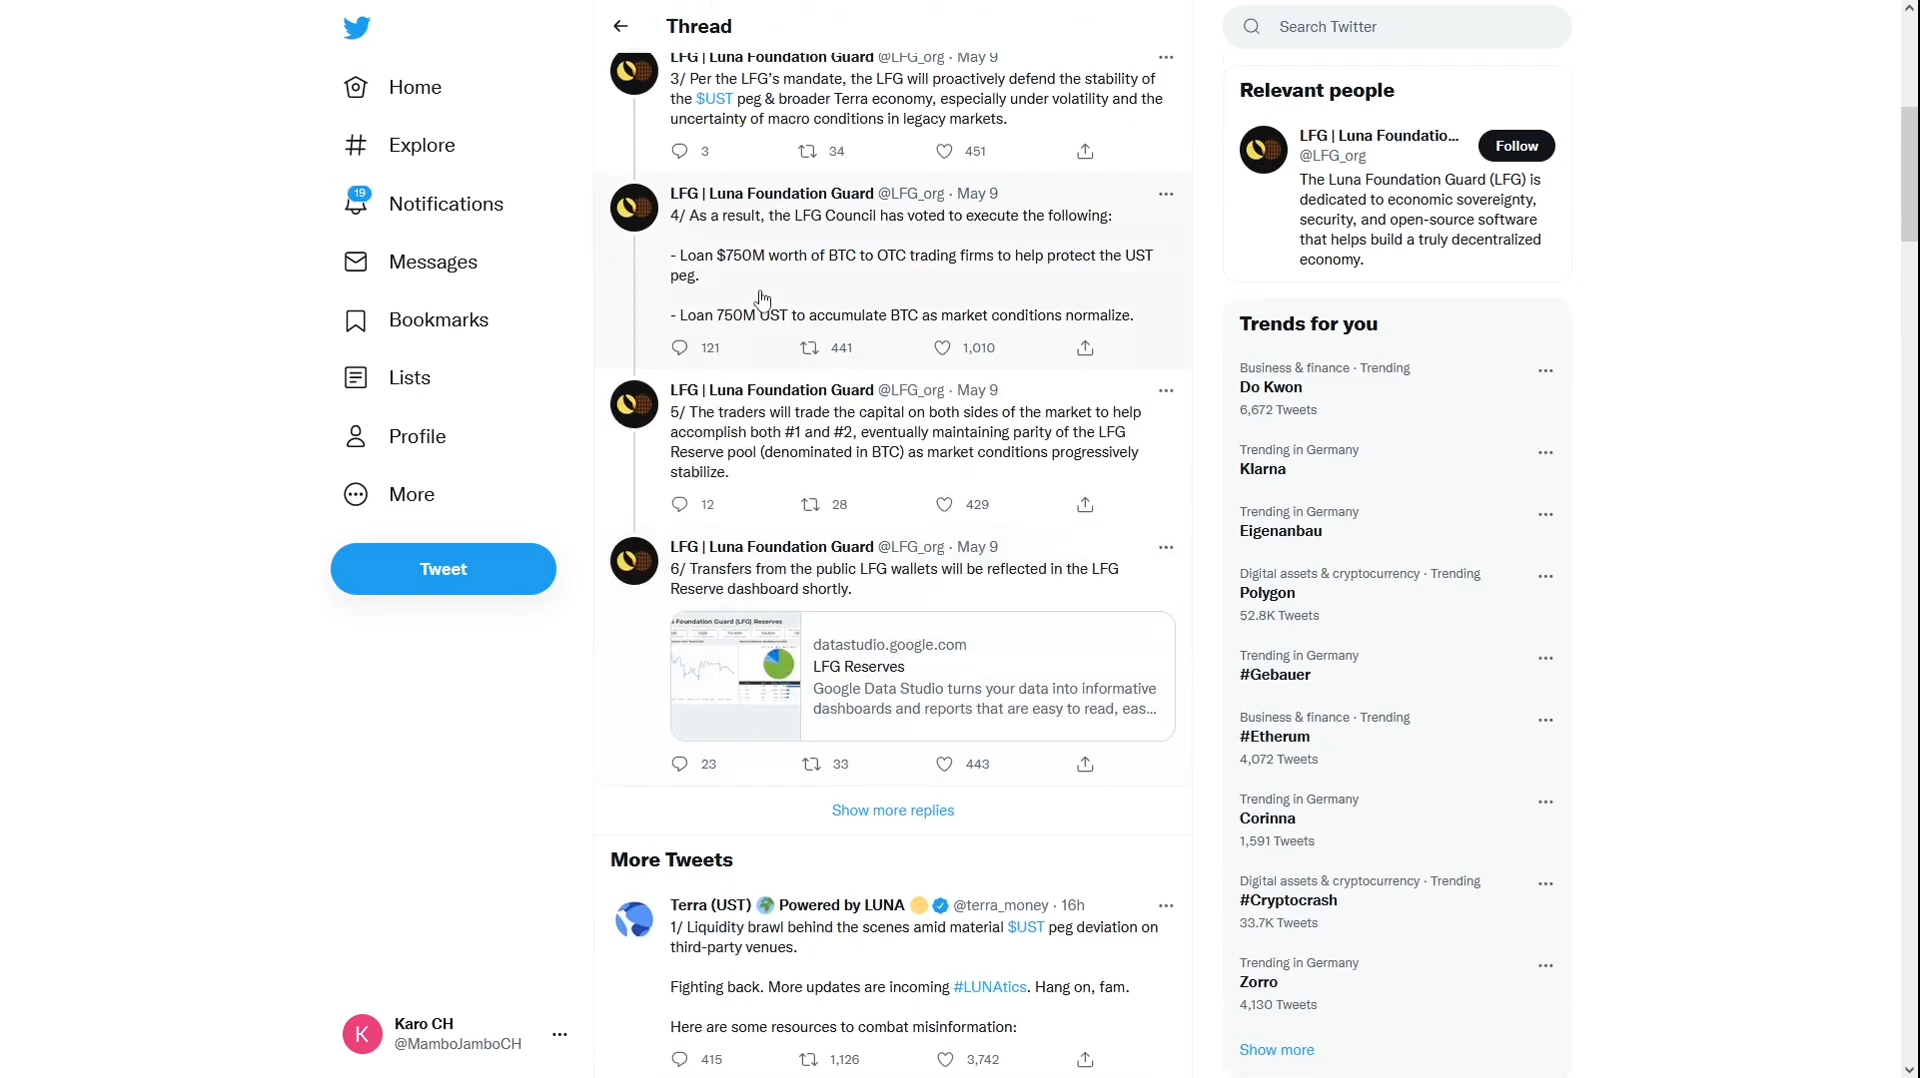 Home
Explore
19
Notifications
Messages
Bookmarks
Lists
Profile
More
Tweet
Karo CH
@MamboJamboCH
Thread
LFG | Luna Foundation Guard @LFG_org · May 9
3/ Per the LFG's mandate, the LFG will proactively defend the stability of
the $UST peg & broader Terra economy, especially under volatility and the
uncertainty of macro conditions in legacy markets.
3 34 451
LFG | Luna Foundation Guard @LFG_org · May 9
4/ As a result, the LFG Council has voted to execute the following:
- Loan $750M worth of BTC to OTC trading firms to help protect the UST
peg.
- Loan 750M UST to accumulate BTC as market conditions normalize.
121 441 1,010
LFG | Luna Foundation Guard @LFG_org · May 9
5/ The traders will trade the capital on both sides of the market to help
accomplish both #1 and #2, eventually maintaining parity of the LFG
Reserve pool (denominated in BTC) as market conditions progressively
stabilize.
12 28 429
LFG | Luna Foundation Guard @LFG_org · May 9
6/ Transfers from the public LFG wallets will be reflected in the LFG
Reserve dashboard shortly.
Foundation Guard (LFG) Reserves
datastudio.google.com
LFG Reserves
Google Data Studio turns your data into informative
dashboards and reports that are easy to read, eas...
23 33 443
Show more replies
More Tweets
Terra (UST) 🌍 Powered by LUNA 🌕 @terra_money · 16h
1/ Liquidity brawl behind the scenes amid material $UST peg deviation on
third-party venues.
Fighting back. More updates are incoming #LUNAtics. Hang on, fam.
Here are some resources to combat misinformation:
415 1,126 3,742
Search Twitter
Relevant people
LFG | Luna Foundatio...
@LFG_org
Follow
The Luna Foundation Guard (LFG) is
dedicated to economic sovereignty,
security, and open-source software
that helps build a truly decentralized
economy.
Trends for you
Business & finance · Trending
Do Kwon
6,672 Tweets
Trending in Germany
Klarna
Trending in Germany
Eigenanbau
Digital assets & cryptocurrency · Trending
Polygon
52.8K Tweets
Trending in Germany
#Gebauer
Business & finance · Trending
#Etherum
4,072 Tweets
Trending in Germany
Corinna
1,591 Tweets
Digital assets & cryptocurrency · Trending
#Cryptocrash
33.7K Tweets
Trending in Germany
Zorro
4,130 Tweets
Show more
K